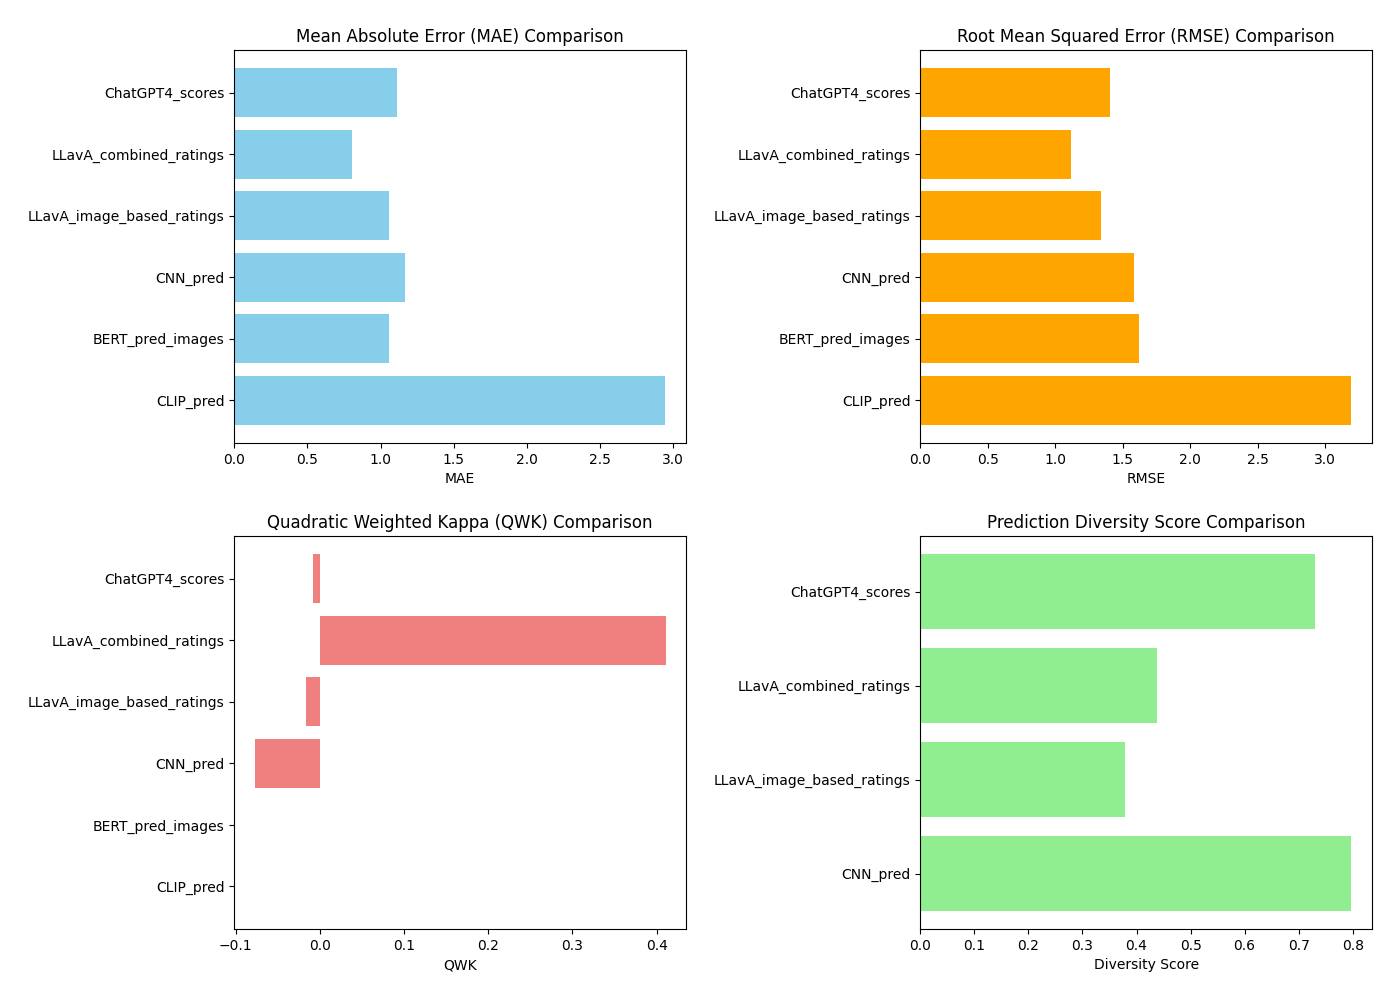 Mean Absolute Error (MAE) Comparison
ChatGPT4_scores
LLavA_combined_ratings
LLavA_image_based_ratings
CNN_pred
BERT_pred_images
CLIP_pred
0.0 0.5 1.0 1.5 2.0 2.5 3.0
MAE
Root Mean Squared Error (RMSE) Comparison
ChatGPT4_scores
LLavA_combined_ratings
LLavA_image_based_ratings
CNN_pred
BERT_pred_images
CLIP_pred
0.0 0.5 1.0 1.5 2.0 2.5 3.0
RMSE
Quadratic Weighted Kappa (QWK) Comparison
ChatGPT4_scores
LLavA_combined_ratings
LLavA_image_based_ratings
CNN_pred
BERT_pred_images
CLIP_pred
−0.1 0.0 0.1 0.2 0.3 0.4
QWK
Prediction Diversity Score Comparison
ChatGPT4_scores
LLavA_combined_ratings
LLavA_image_based_ratings
CNN_pred
0.0 0.1 0.2 0.3 0.4 0.5 0.6 0.7 0.8
Diversity Score